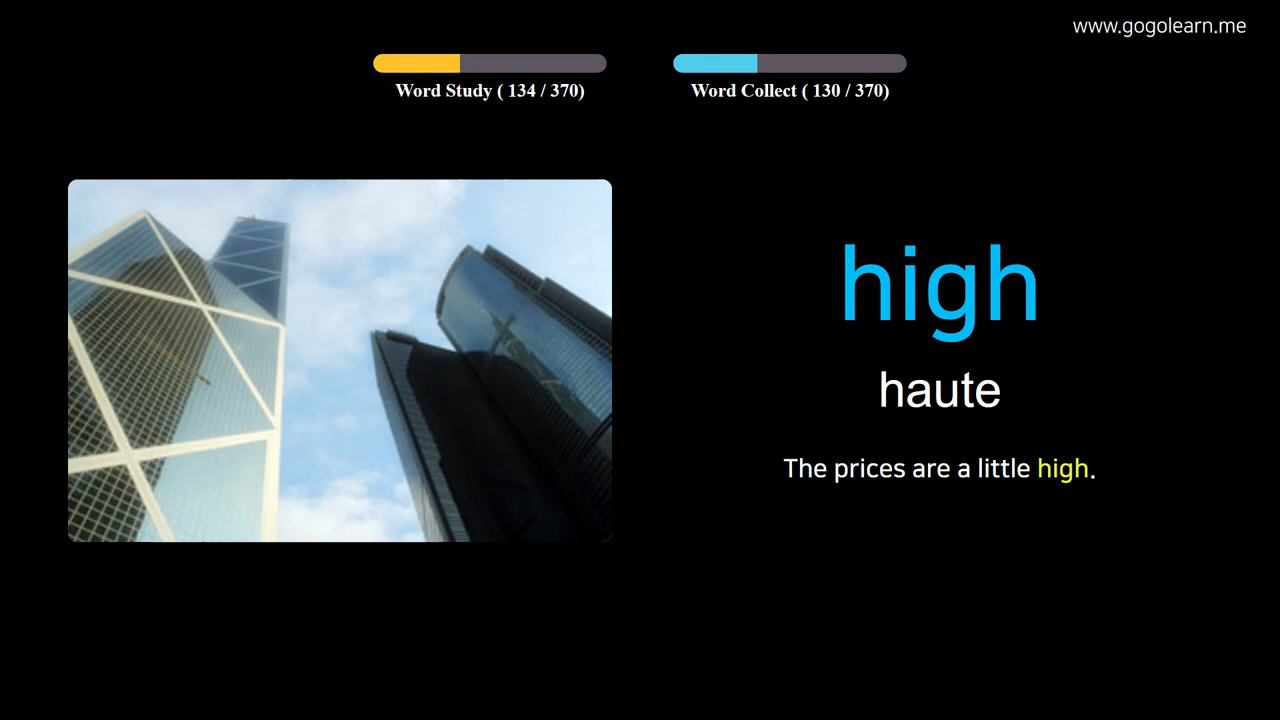 www.gogolearn.me
Word Study ( 134 / 370)
Word Collect ( 130 / 370)
high
haute
The prices are a little high.